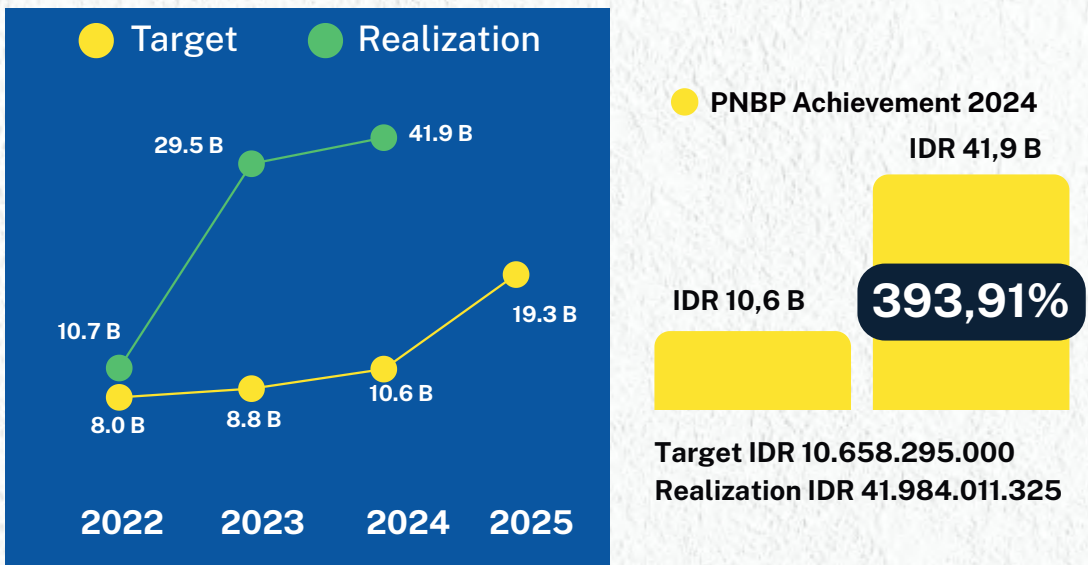 Target Realization
29.5 B
41.9 B
10.7 B
19.3 B
8.0 B
8.8 B
10.6 B
2022 2023 2024 2025
PNBP Achievement 2024
IDR 41,9 B
IDR 10,6 B
393,91%
Target IDR 10.658.295.000
Realization IDR 41.984.011.325